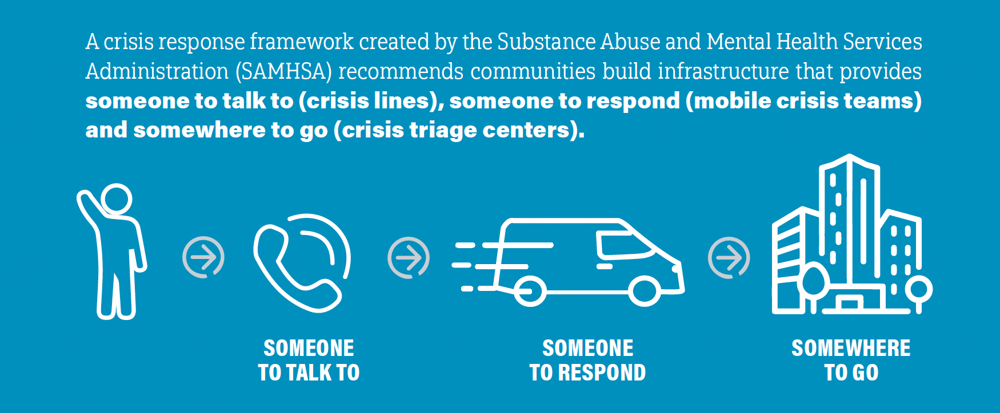 A crisis response framework created by the Substance Abuse and Mental Health Services
Administration (SAMHSA) recommends communities build infrastructure that provides
someone to talk to (crisis lines), someone to respond (mobile crisis teams)
and somewhere to go (crisis triage centers).
SOMEONE
TO TALK TO
SOMEONE
TO RESPOND
SOMEWHERE
TO GO